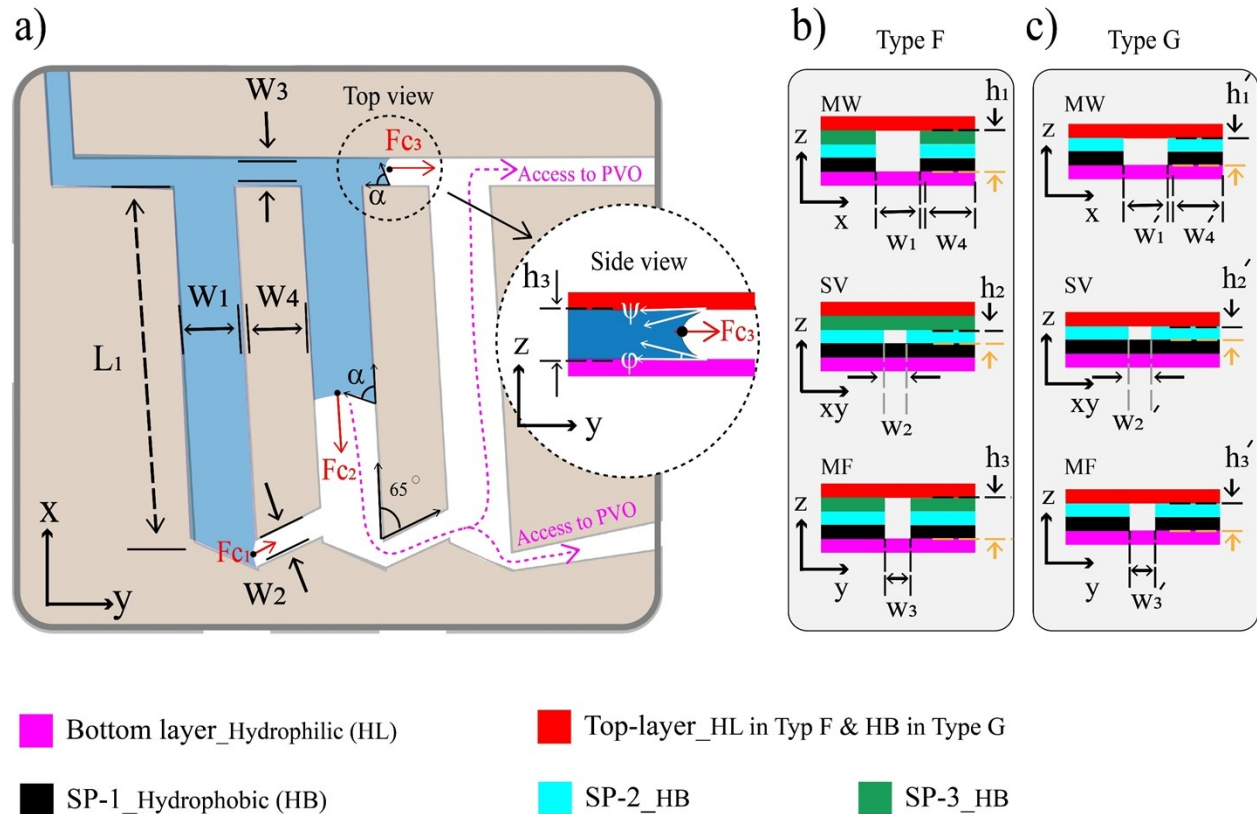 a)
W3
Top view
Fc3
α
Access to PVO
Side view
h3
ψ
Fc3
φ
z
y
W1
W4
L1
α
Fc2
65°
Access to PVO
Fc1
W2
x
y
b)
Type F
MW
z
x
h1
W1
W4
SV
z
xy
h2
W2
MF
z
y
h3
W3
c)
Type G
MW
z
x
h1′
W1′
W4′
SV
z
xy
h2′
W2′
MF
z
y
h3′
W3′
Bottom layer_Hydrophilic (HL)
Top-layer_HL in Typ F & HB in Type G
SP-1_Hydrophobic (HB)
SP-2_HB
SP-3_HB